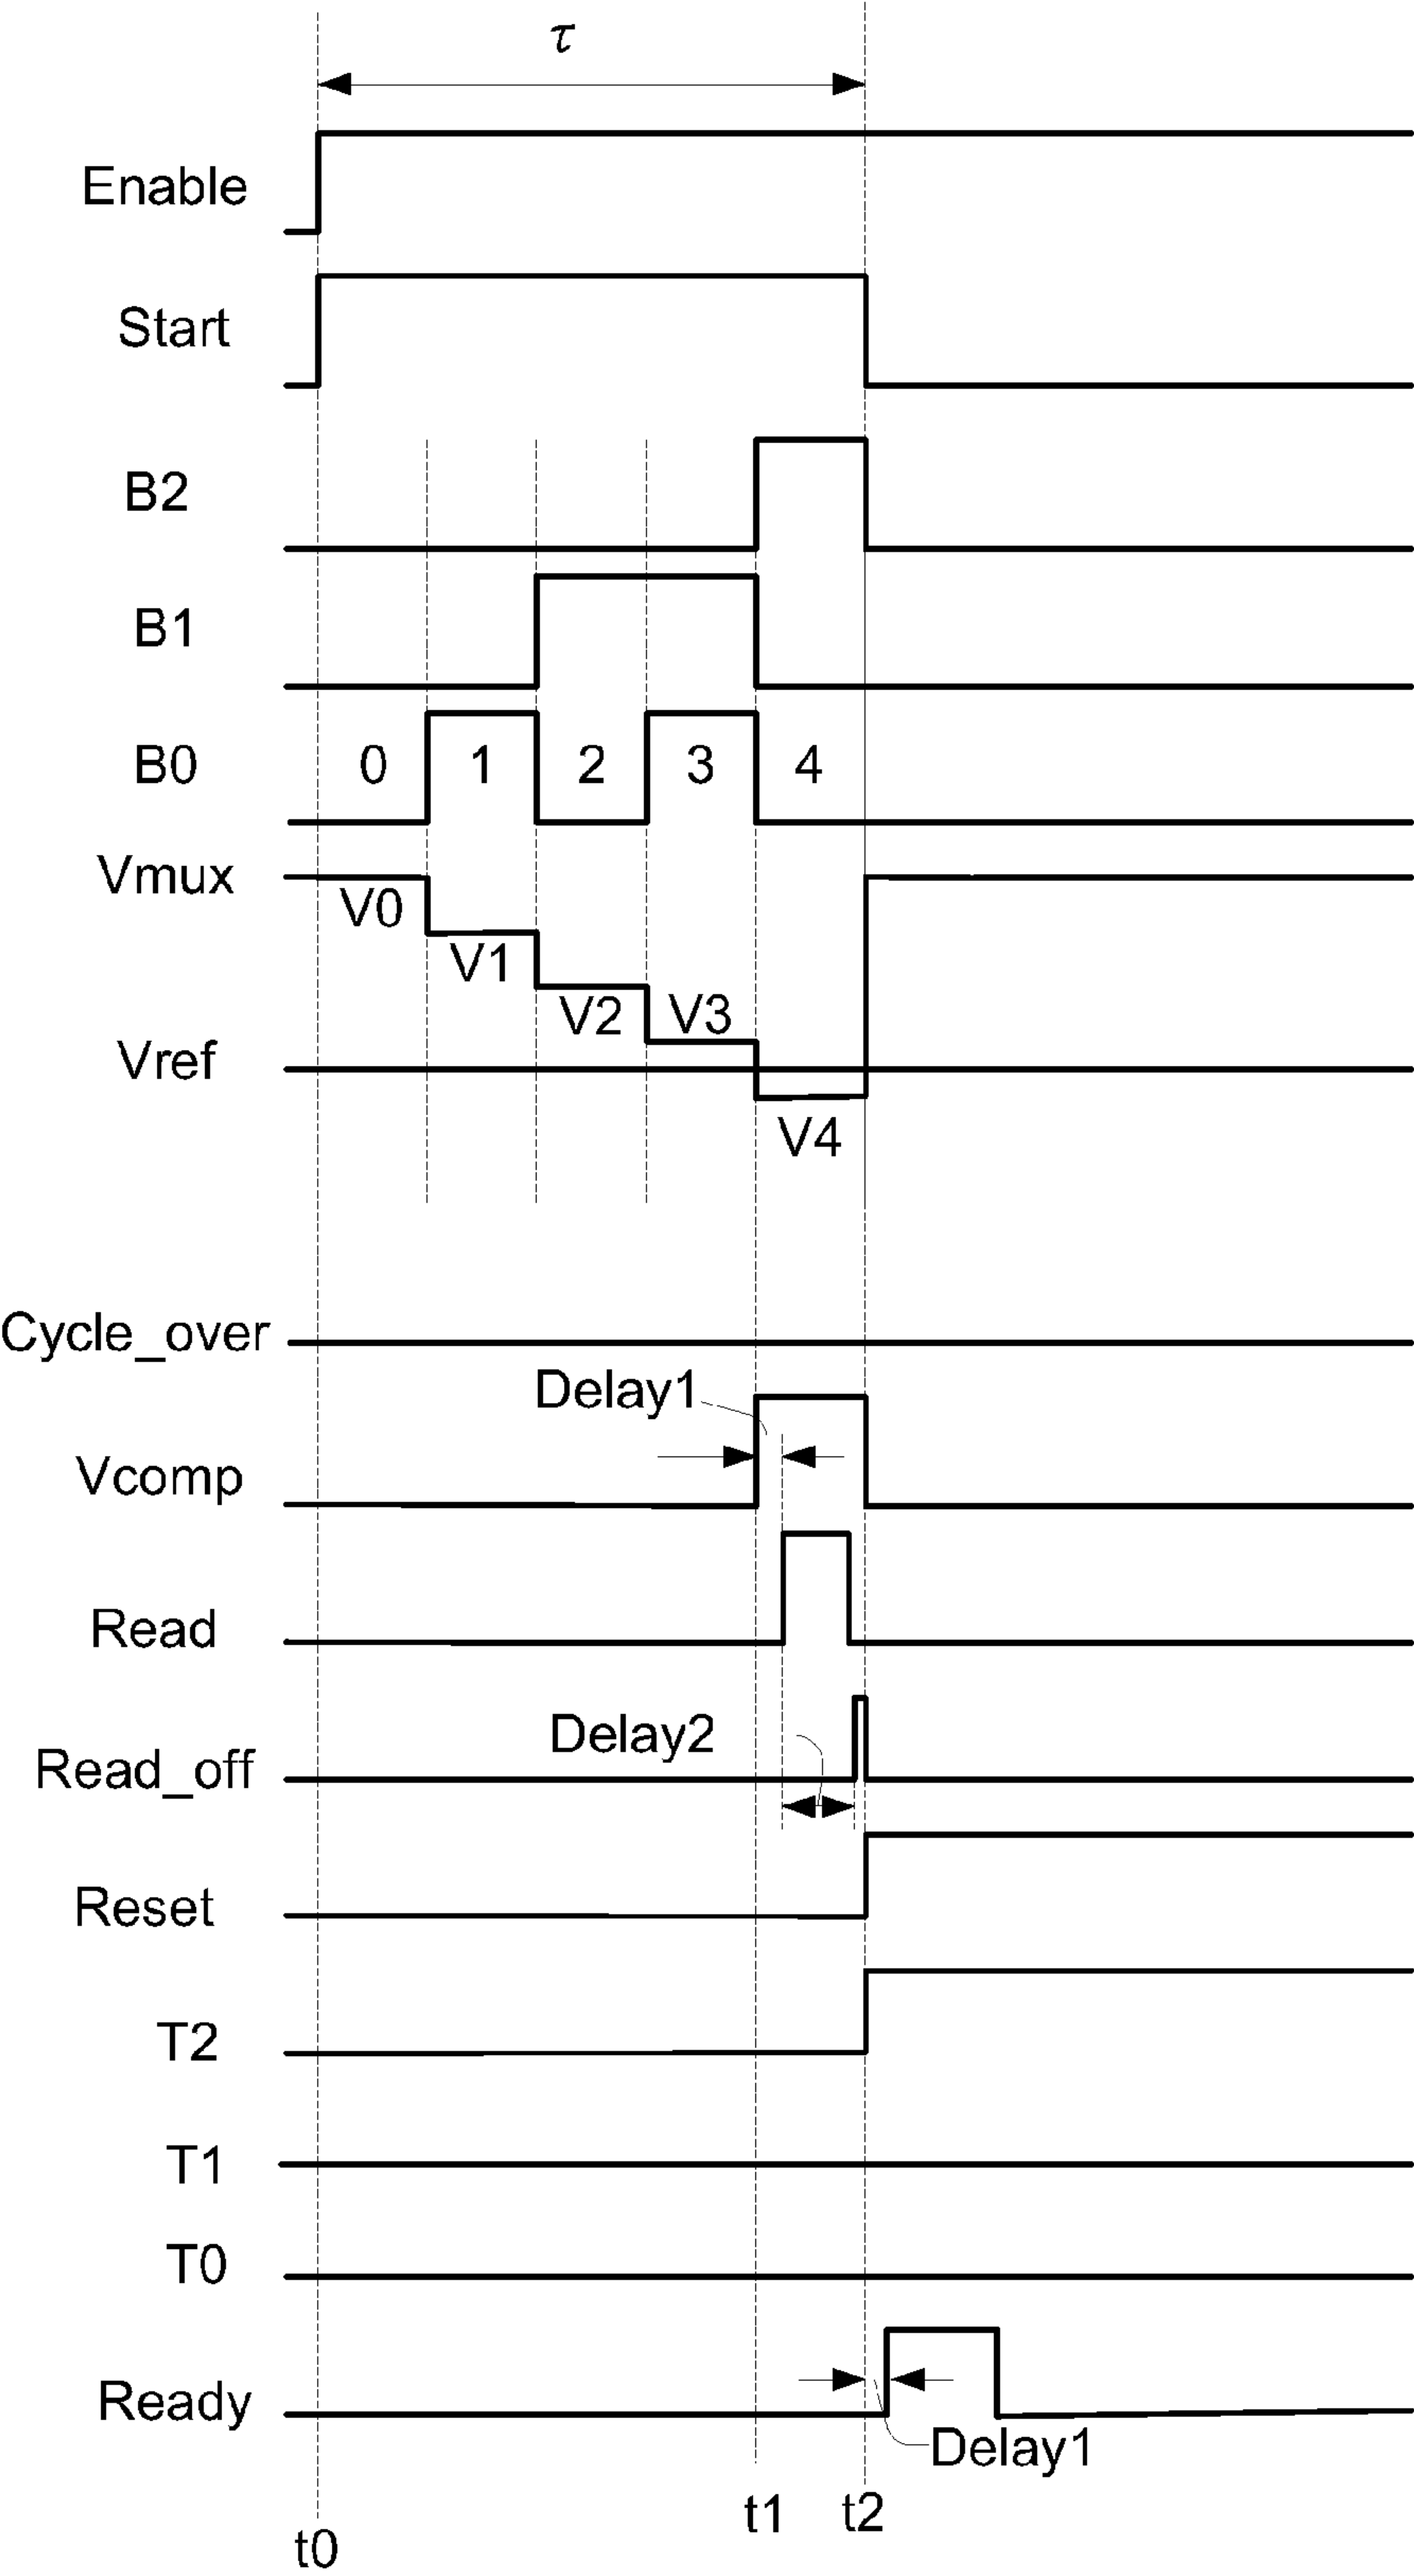 τ
Enable
Start
B2
B1
B0 0 1 2 3 4
Vmux
V0
V1
V2 V3
Vref
V4
Cycle_over
Delay1
Vcomp
Read
Delay2
Read_off
Reset
T2
T1
T0
Ready
Delay1
t1 t2
t0